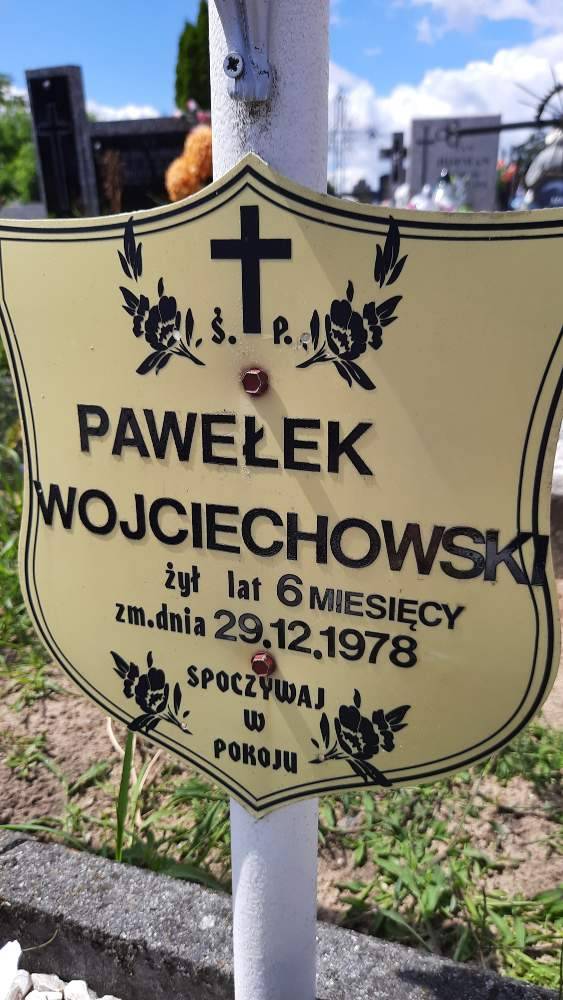 Ś. P.
PAWEŁEK
WOJCIECHOWSKI
żył lat 6 MIESIĘCY
zm.dnia 29.12.1978
SPOCZYWAJ
W
POKOJU